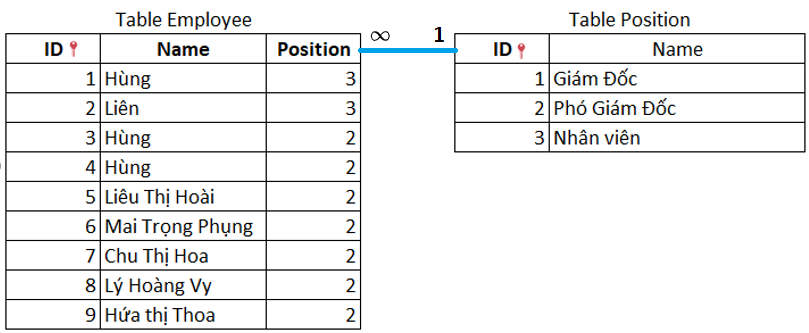 Table Employee
∞ 1
Table Position
ID Name Position
1 Hùng 3
2 Liên 3
3 Hùng 2
4 Hùng 2
5 Liêu Thị Hoài 2
6 Mai Trọng Phụng 2
7 Chu Thị Hoa 2
8 Lý Hoàng Vy 2
9 Hứa thị Thoa 2
ID Name
1 Giám Đốc
2 Phó Giám Đốc
3 Nhân viên